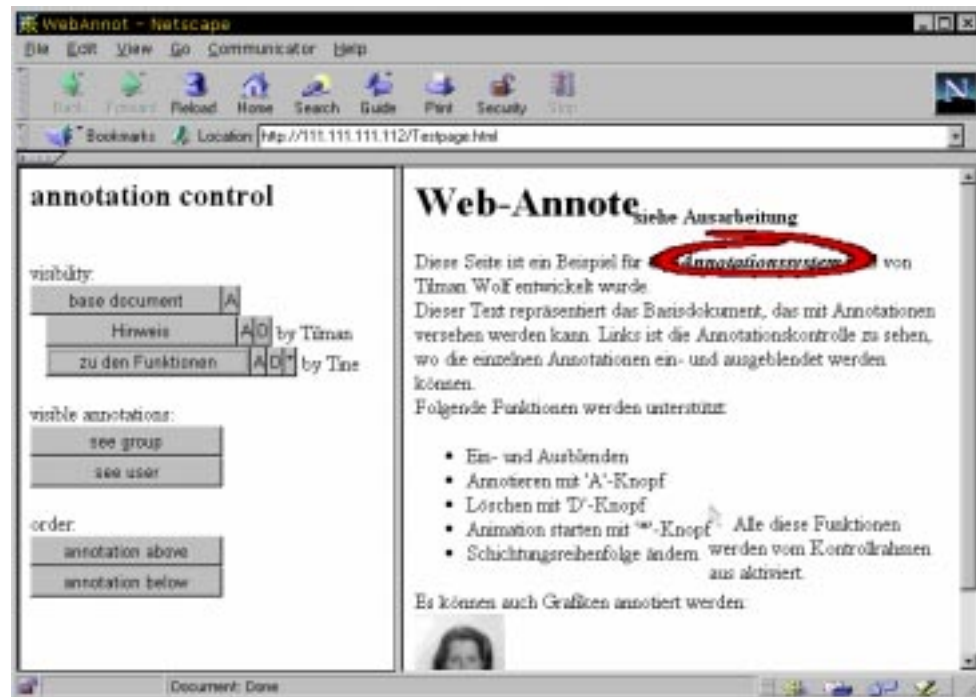 WebAnnot - Netscape
File Edit View Go Communicator Help
Back Forward Reload Home Search Guide Print Security Stop
Bookmarks Location: http://111.111.111.112/Testpage.html
annotation control
visibility:
base document A
Hinweis A D by Tilman
zu den Funktionen A D * by Tine
visible annotations:
see group
see user
order:
annotation above
annotation below
Web-Annote
siehe Ausarbeitung
Diese Seite ist ein Beispiel für Annotationssystem von
Tilman Wolf entwickelt wurde.
Dieser Text repräsentiert das Basisdokument, das mit Annotationen
versehen werden kann. Links ist die Annotationskontrolle zu sehen,
wo die einzelnen Annotationen ein- und ausgeblendet werden
können.
Folgende Funktionen werden unterstützt:
• Ein- und Ausblenden
• Annotieren mit 'A'-Knopf
• Löschen mit 'D'-Knopf
• Animation starten mit '*'-Knopf
• Schichtungsreihenfolge ändern
Alle diese Funktionen
werden vom Kontrollrahmen
aus aktiviert.
Es können auch Grafiken annotiert werden:
Document: Done
N